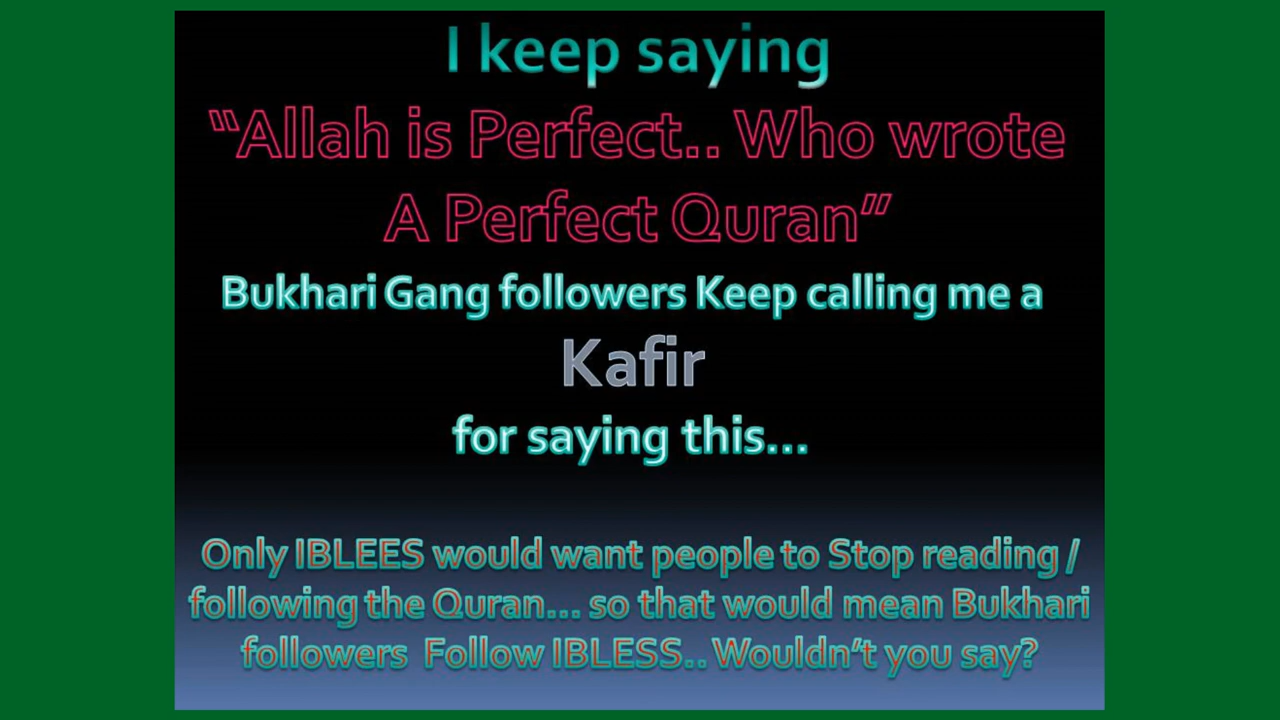 I keep saying
“Allah is Perfect.. Who wrote
A Perfect Quran”
Bukhari Gang followers Keep calling me a
Kafir
for saying this...
Only IBLEES would want people to Stop reading /
following the Quran... so that would mean Bukhari
followers Follow IBLESS.. Wouldn’t you say?